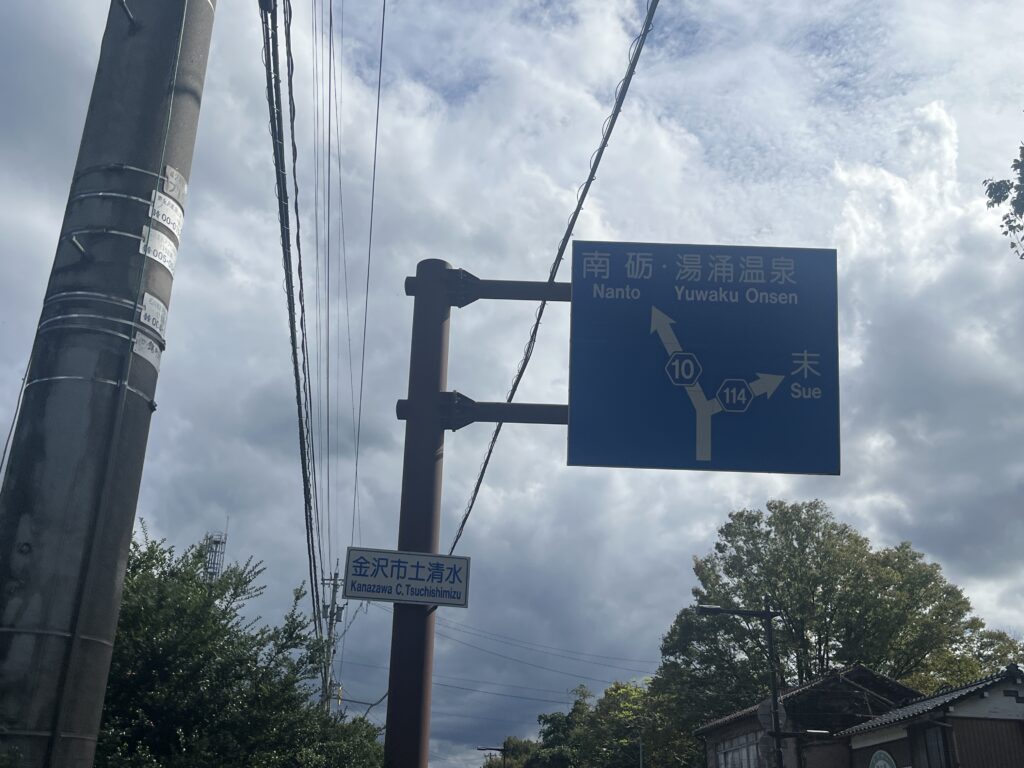 南砺・湯涌温泉
Nanto Yuwaku Onsen
10
114
末
Sue
金沢市土清水
Kanazawa C. Tsuchishimizu